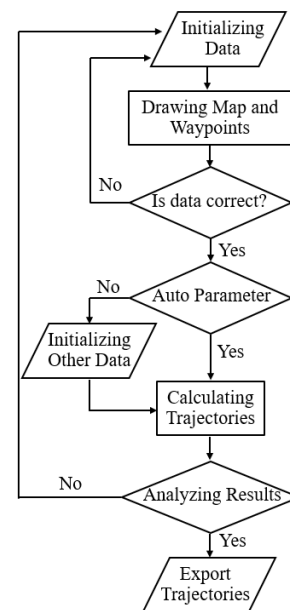 Initializing
Data
Drawing Map and
Waypoints
No
Is data correct?
Yes
No
Auto Parameter
Initializing
Other Data
Yes
Calculating
Trajectories
No
Analyzing Results
Yes
Export
Trajectories